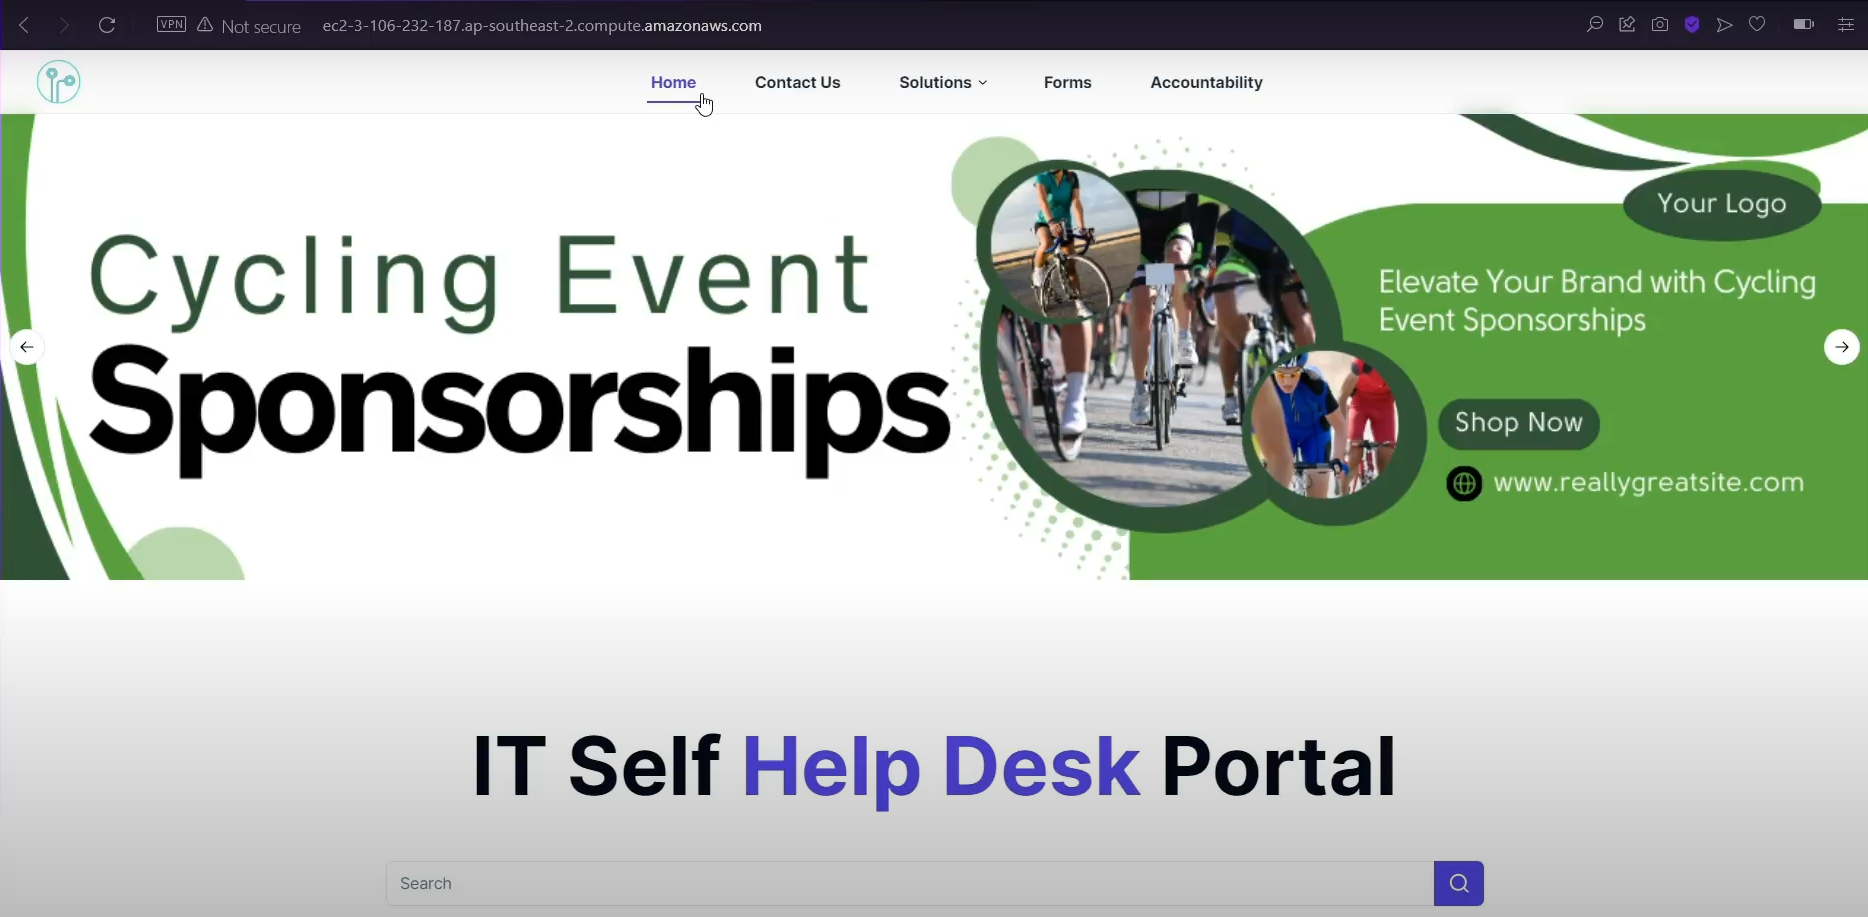 VPN
Not secure
ec2-3-106-232-187.ap-southeast-2.compute.amazonaws.com
Home
Contact Us
Solutions
Forms
Accountability
Cycling Event
Sponsorships
Your Logo
Elevate Your Brand with Cycling
Event Sponsorships
Shop Now
www.reallygreatsite.com
IT Self Help Desk Portal
Search